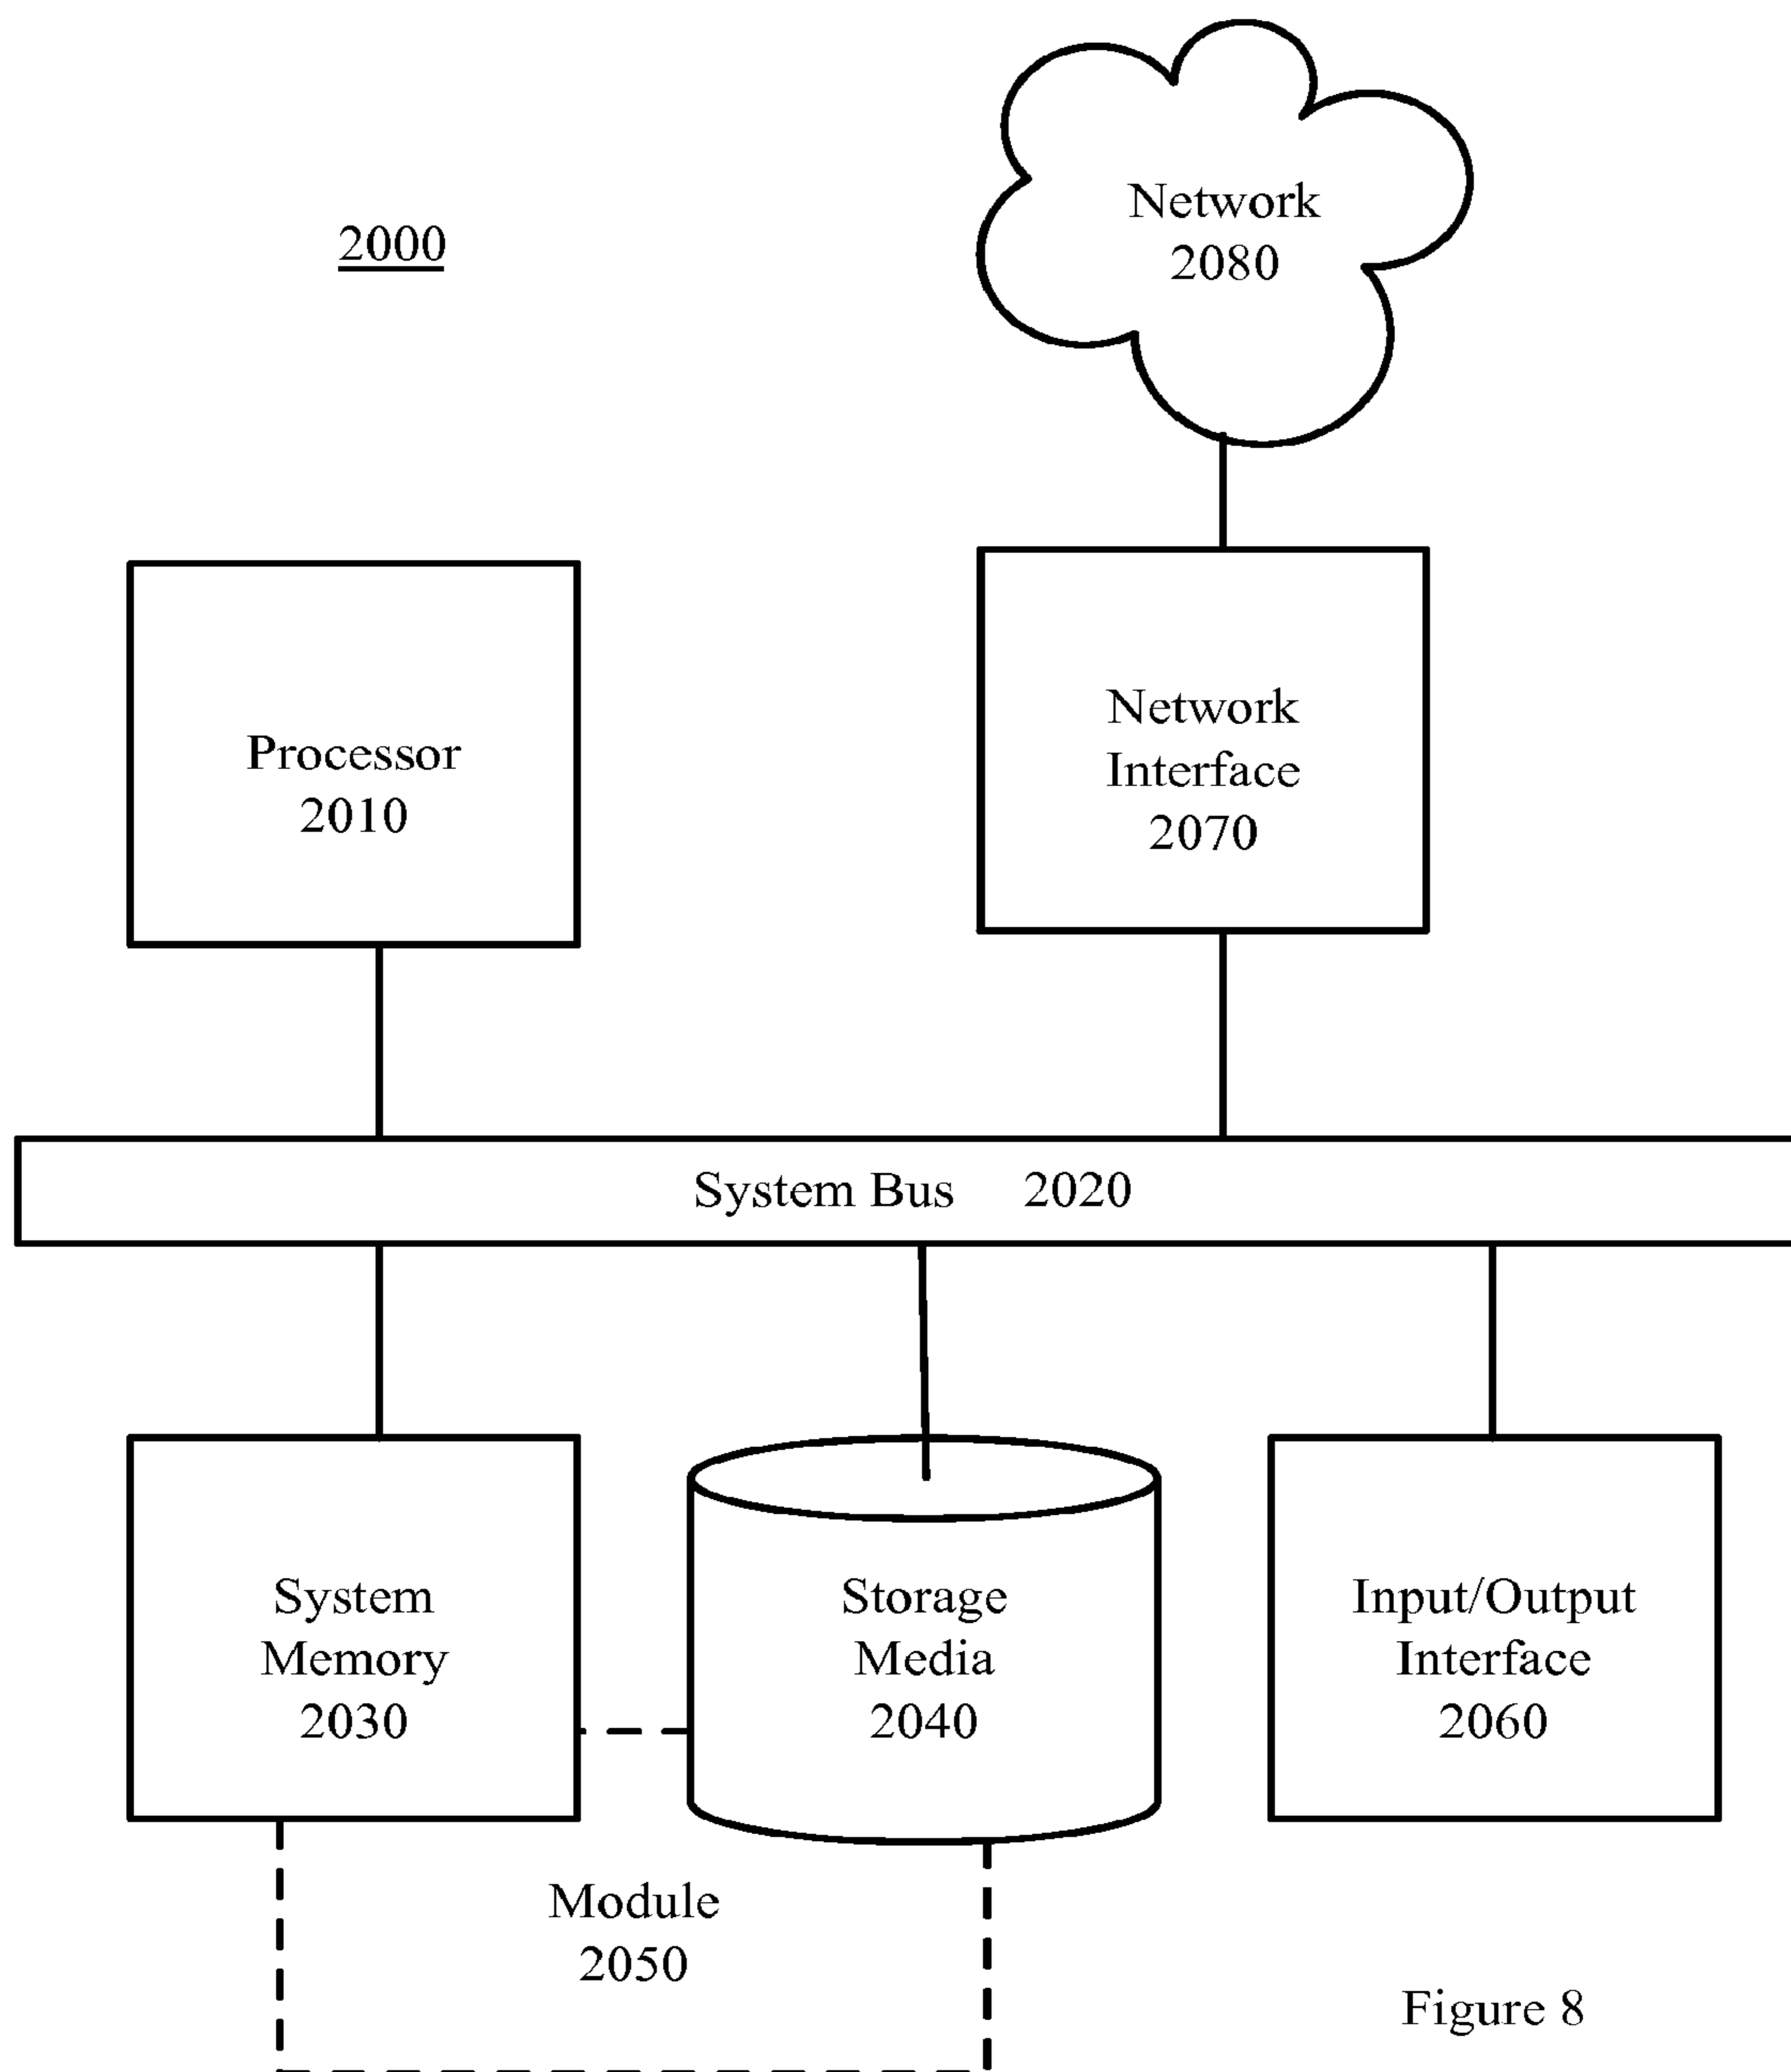 2000
Network
2080
Processor
2010
Network
Interface
2070
System Bus 2020
System
Memory
2030
Storage
Media
2040
Input/Output
Interface
2060
Module
2050
Figure 8